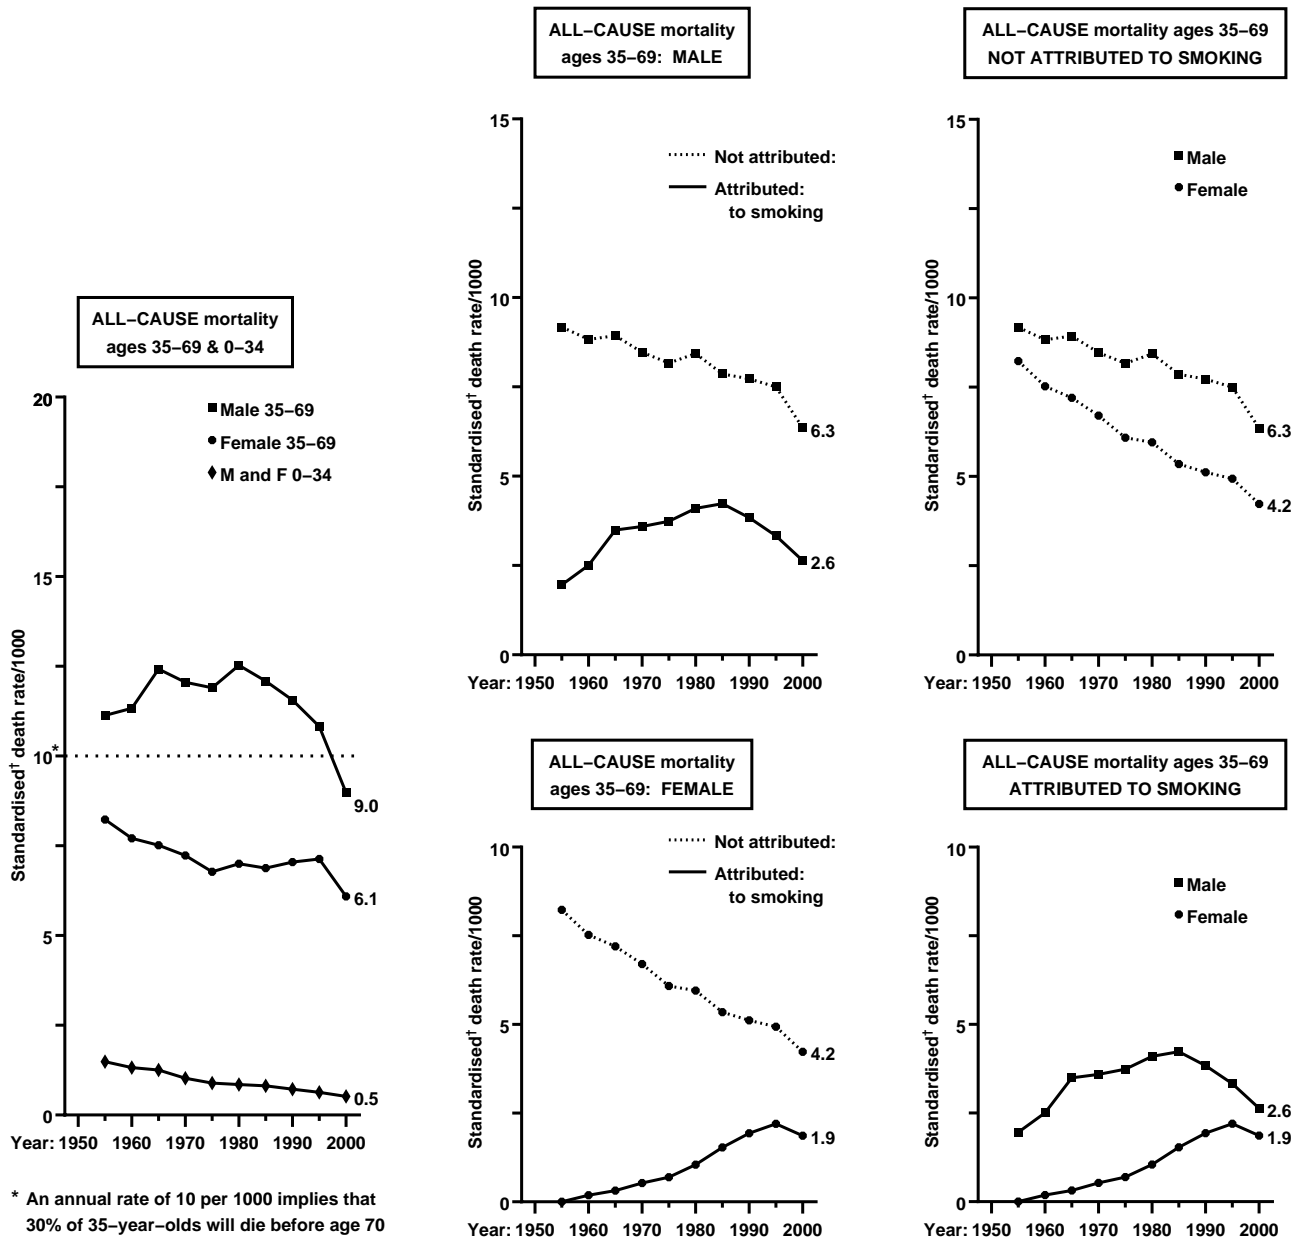 ALL–CAUSE mortality
ages 35–69 & 0–34
20
15
10*
5
0
Standardised† death rate/1000
Male 35–69
Female 35–69
M and F 0–34
9.0
6.1
0.5
Year: 1950 1960 1970 1980 1990 2000
* An annual rate of 10 per 1000 implies that
30% of 35–year–olds will die before age 70
ALL–CAUSE mortality
ages 35–69: MALE
15
10
5
0
Standardised† death rate/1000
Not attributed:
Attributed:
to smoking
6.3
2.6
Year: 1950 1960 1970 1980 1990 2000
ALL–CAUSE mortality ages 35–69
NOT ATTRIBUTED TO SMOKING
15
10
5
0
Standardised† death rate/1000
Male
Female
6.3
4.2
Year: 1950 1960 1970 1980 1990 2000
ALL–CAUSE mortality
ages 35–69: FEMALE
10
5
0
Standardised† death rate/1000
Not attributed:
Attributed:
to smoking
4.2
1.9
Year: 1950 1960 1970 1980 1990 2000
ALL–CAUSE mortality ages 35–69
ATTRIBUTED TO SMOKING
10
5
0
Standardised† death rate/1000
Male
Female
2.6
1.9
Year: 1950 1960 1970 1980 1990 2000